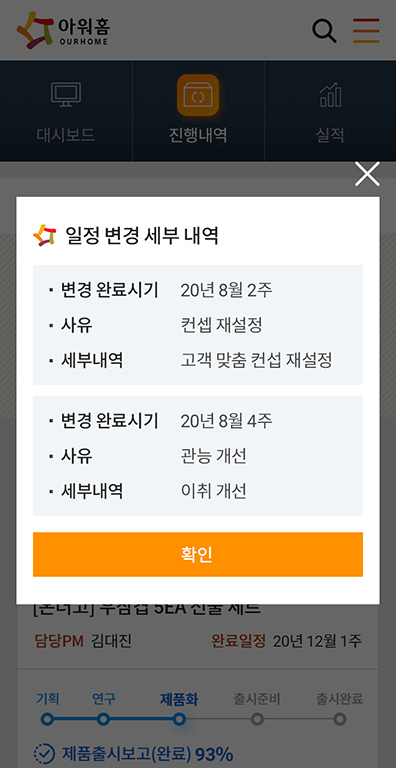 아워홈
OURHOME
대시보드 진행내역 실적
일정 변경 세부 내역
· 변경 완료시기 20년 8월 2주
· 사유 컨셉 재설정
· 세부내역 고객 맞춤 컨섭 재설정
· 변경 완료시기 20년 8월 4주
· 사유 관능 개선
· 세부내역 이취 개선
확인
5EA 선물 세트
담당PM 김대진 완료일정 20년 12월 1주
기획 연구 제품화 출시준비 출시완료
제품출시보고(완료) 93%